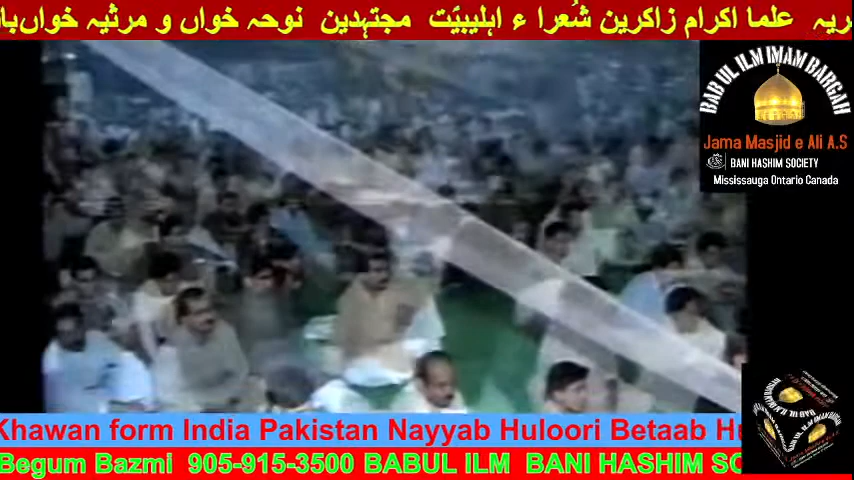 علما اکرام زاکرین شُعرا ء اہلیبیّت مجتہدین نوحہ خواں و مرثیہ خواں
BAB UL ILM IMAM BARGAH
Jama Masjid e Ali A.S
BANI HASHIM SOCIETY
Mississauga Ontario Canada
Khawan form India Pakistan Nayyab Huloori Betaab
Begum Bazmi 905-915-3500 BABUL ILM BANI HASHIM